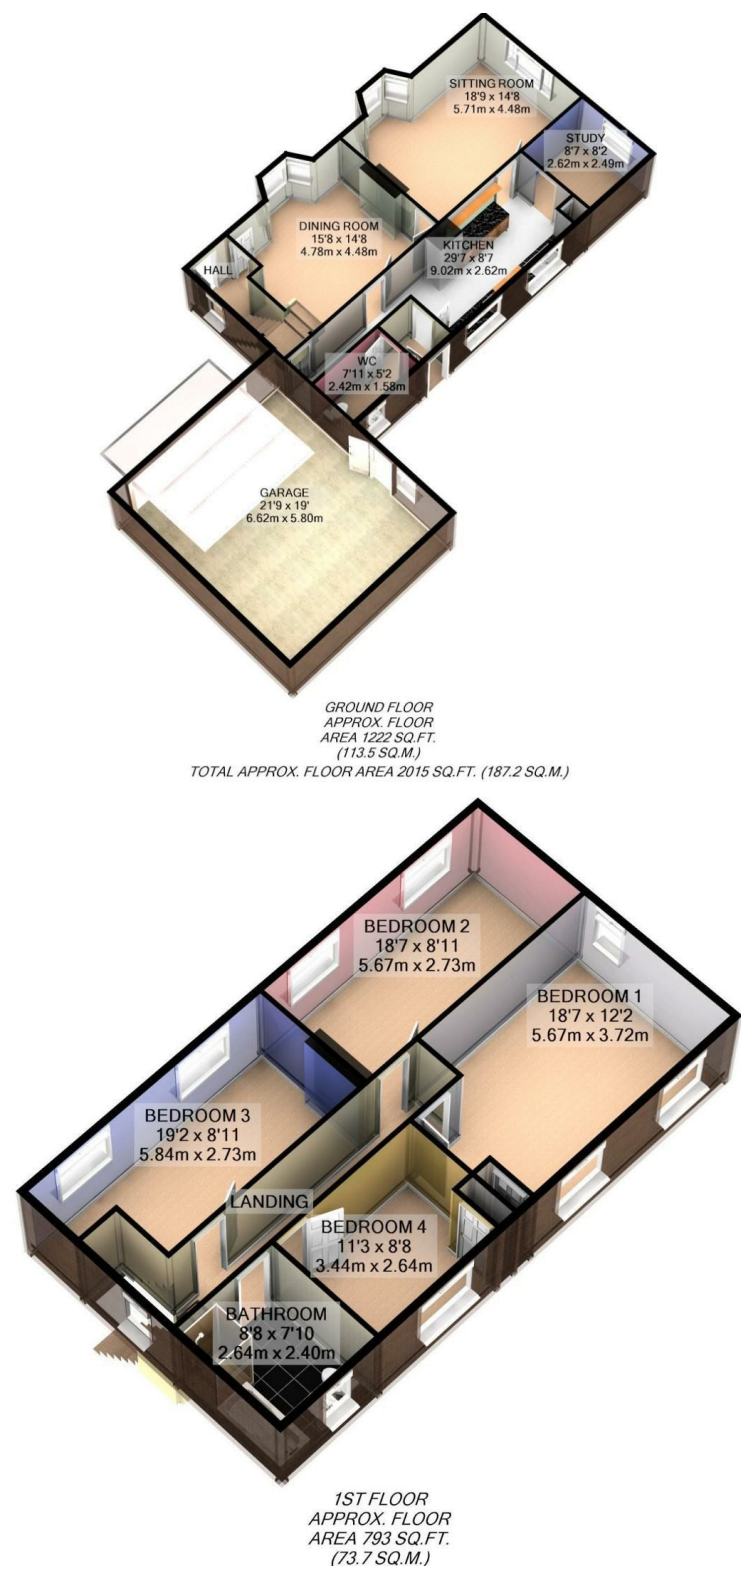 SITTING ROOM
18'9 x 14'8
5.71m x 4.48m
STUDY
8'7 x 8'2
2.62m x 2.49m
DINING ROOM
15'8 x 14'8
4.78m x 4.48m
KITCHEN
29'7 x 8'7
9.02m x 2.62m
HALL
WC
7'11 x 5'2
2.42m x 1.58m
GARAGE
21'9 x 19'
6.62m x 5.80m
GROUND FLOOR
APPROX. FLOOR
AREA 1222 SQ.FT.
(113.5 SQ.M.)
TOTAL APPROX. FLOOR AREA 2015 SQ.FT. (187.2 SQ.M.)
BEDROOM 2
18'7 x 8'11
5.67m x 2.73m
BEDROOM 1
18'7 x 12'2
5.67m x 3.72m
BEDROOM 3
19'2 x 8'11
5.84m x 2.73m
LANDING
BEDROOM 4
11'3 x 8'8
3.44m x 2.64m
BATHROOM
8'8 x 7'10
2.64m x 2.40m
1ST FLOOR
APPROX. FLOOR
AREA 793 SQ.FT.
(73.7 SQ.M.)